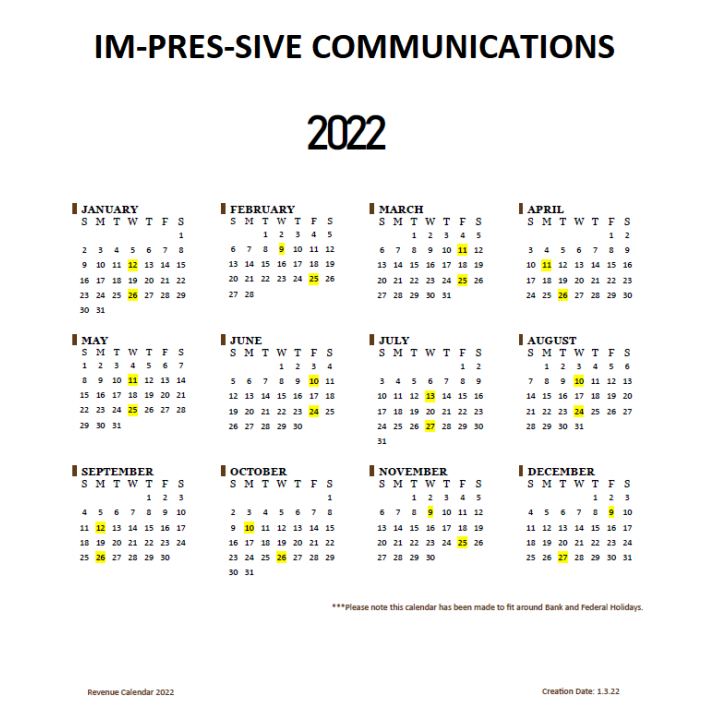 IM-PRES-SIVE COMMUNICATIONS
2022
JANUARY
S M T W T F S
1
2 3 4 5 6 7 8
9 10 11 12 13 14 15
16 17 18 19 20 21 22
23 24 25 26 27 28 29
30 31
FEBRUARY
S M T W T F S
1 2 3 4 5
6 7 8 9 10 11 12
13 14 15 16 17 18 19
20 21 22 23 24 25 26
27 28
MARCH
S M T W T F S
1 2 3 4 5
6 7 8 9 10 11 12
13 14 15 16 17 18 19
20 21 22 23 24 25 26
27 28 29 30 31
APRIL
S M T W T F S
1 2
3 4 5 6 7 8 9
10 11 12 13 14 15 16
17 18 19 20 21 22 23
24 25 26 27 28 29 30
MAY
S M T W T F S
1 2 3 4 5 6 7
8 9 10 11 12 13 14
15 16 17 18 19 20 21
22 23 24 25 26 27 28
29 30 31
JUNE
S M T W T F S
1 2 3 4
5 6 7 8 9 10 11
12 13 14 15 16 17 18
19 20 21 22 23 24 25
26 27 28 29 30
JULY
S M T W T F S
1 2
3 4 5 6 7 8 9
10 11 12 13 14 15 16
17 18 19 20 21 22 23
24 25 26 27 28 29 30
31
AUGUST
S M T W T F S
1 2 3 4 5 6
7 8 9 10 11 12 13
14 15 16 17 18 19 20
21 22 23 24 25 26 27
28 29 30 31
SEPTEMBER
S M T W T F S
1 2 3
4 5 6 7 8 9 10
11 12 13 14 15 16 17
18 19 20 21 22 23 24
25 26 27 28 29 30
OCTOBER
S M T W T F S
1
2 3 4 5 6 7 8
9 10 11 12 13 14 15
16 17 18 19 20 21 22
23 24 25 26 27 28 29
30 31
NOVEMBER
S M T W T F S
1 2 3 4 5
6 7 8 9 10 11 12
13 14 15 16 17 18 19
20 21 22 23 24 25 26
27 28 29 30
DECEMBER
S M T W T F S
1 2 3
4 5 6 7 8 9 10
11 12 13 14 15 16 17
18 19 20 21 22 23 24
25 26 27 28 29 30 31
***Please note this calendar has been made to fit around Bank and Federal Holidays.
Revenue Calendar 2022
Creation Date: 1.3.22